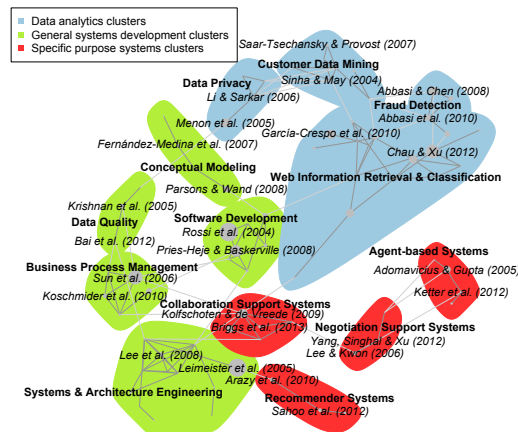 Data analytics clusters
General systems development clusters
Specific purpose systems clusters
Saar-Tsechansky & Provost (2007)
Customer Data Mining
Data Privacy
Sinha & May (2004)
Abbasi & Chen (2008)
Li & Sarkar (2006)
Fraud Detection
Abbasi et al. (2010)
Menon et al. (2005)
García-Crespo et al. (2010)
Fernández-Medina et al. (2007)
Chau & Xu (2012)
Conceptual Modeling
Web Information Retrieval & Classification
Parsons & Wand (2008)
Krishnan et al. (2005)
Data Quality
Software Development
Rossi et al. (2004)
Bai et al. (2012)
Pries-Heje & Baskerville (2008)
Agent-based Systems
Business Process Management
Adomavicius & Gupta (2005)
Sun et al. (2006)
Ketter et al. (2012)
Koschmider et al. (2010)
Collaboration Support Systems
Kolfschoten & de Vreede (2009)
Briggs et al. (2013)
Negotiation Support Systems
Yang, Singhal & Xu (2012)
Lee et al. (2008)
Lee & Kwon (2006)
Leimeister et al. (2005)
Arazy et al. (2010)
Systems & Architecture Engineering
Recommender Systems
Sahoo et al. (2012)